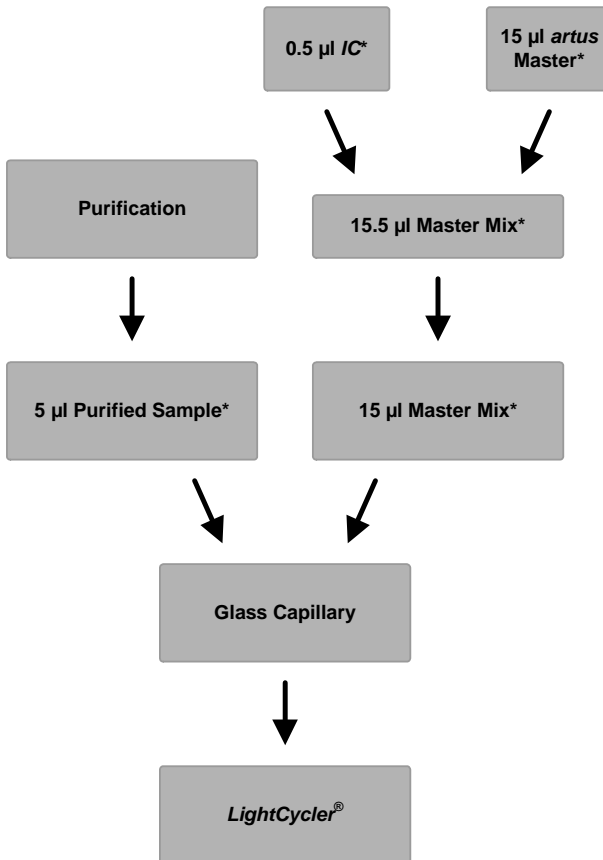 0.5 µl IC*
15 µl artus
Master*
Purification
15.5 µl Master Mix*
5 µl Purified Sample*
15 µl Master Mix*
Glass Capillary
LightCycler®